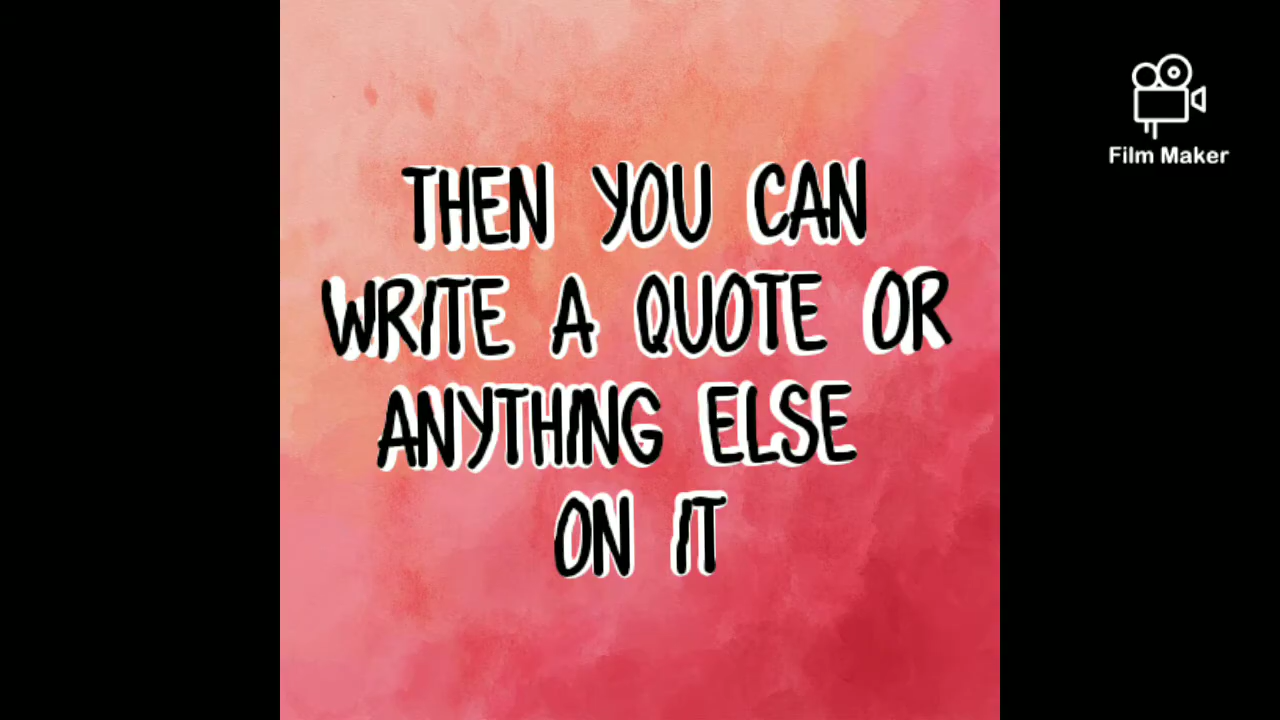 THEN YOU CAN
WRITE A QUOTE OR
ANYTHING ELSE
ON IT
Film Maker